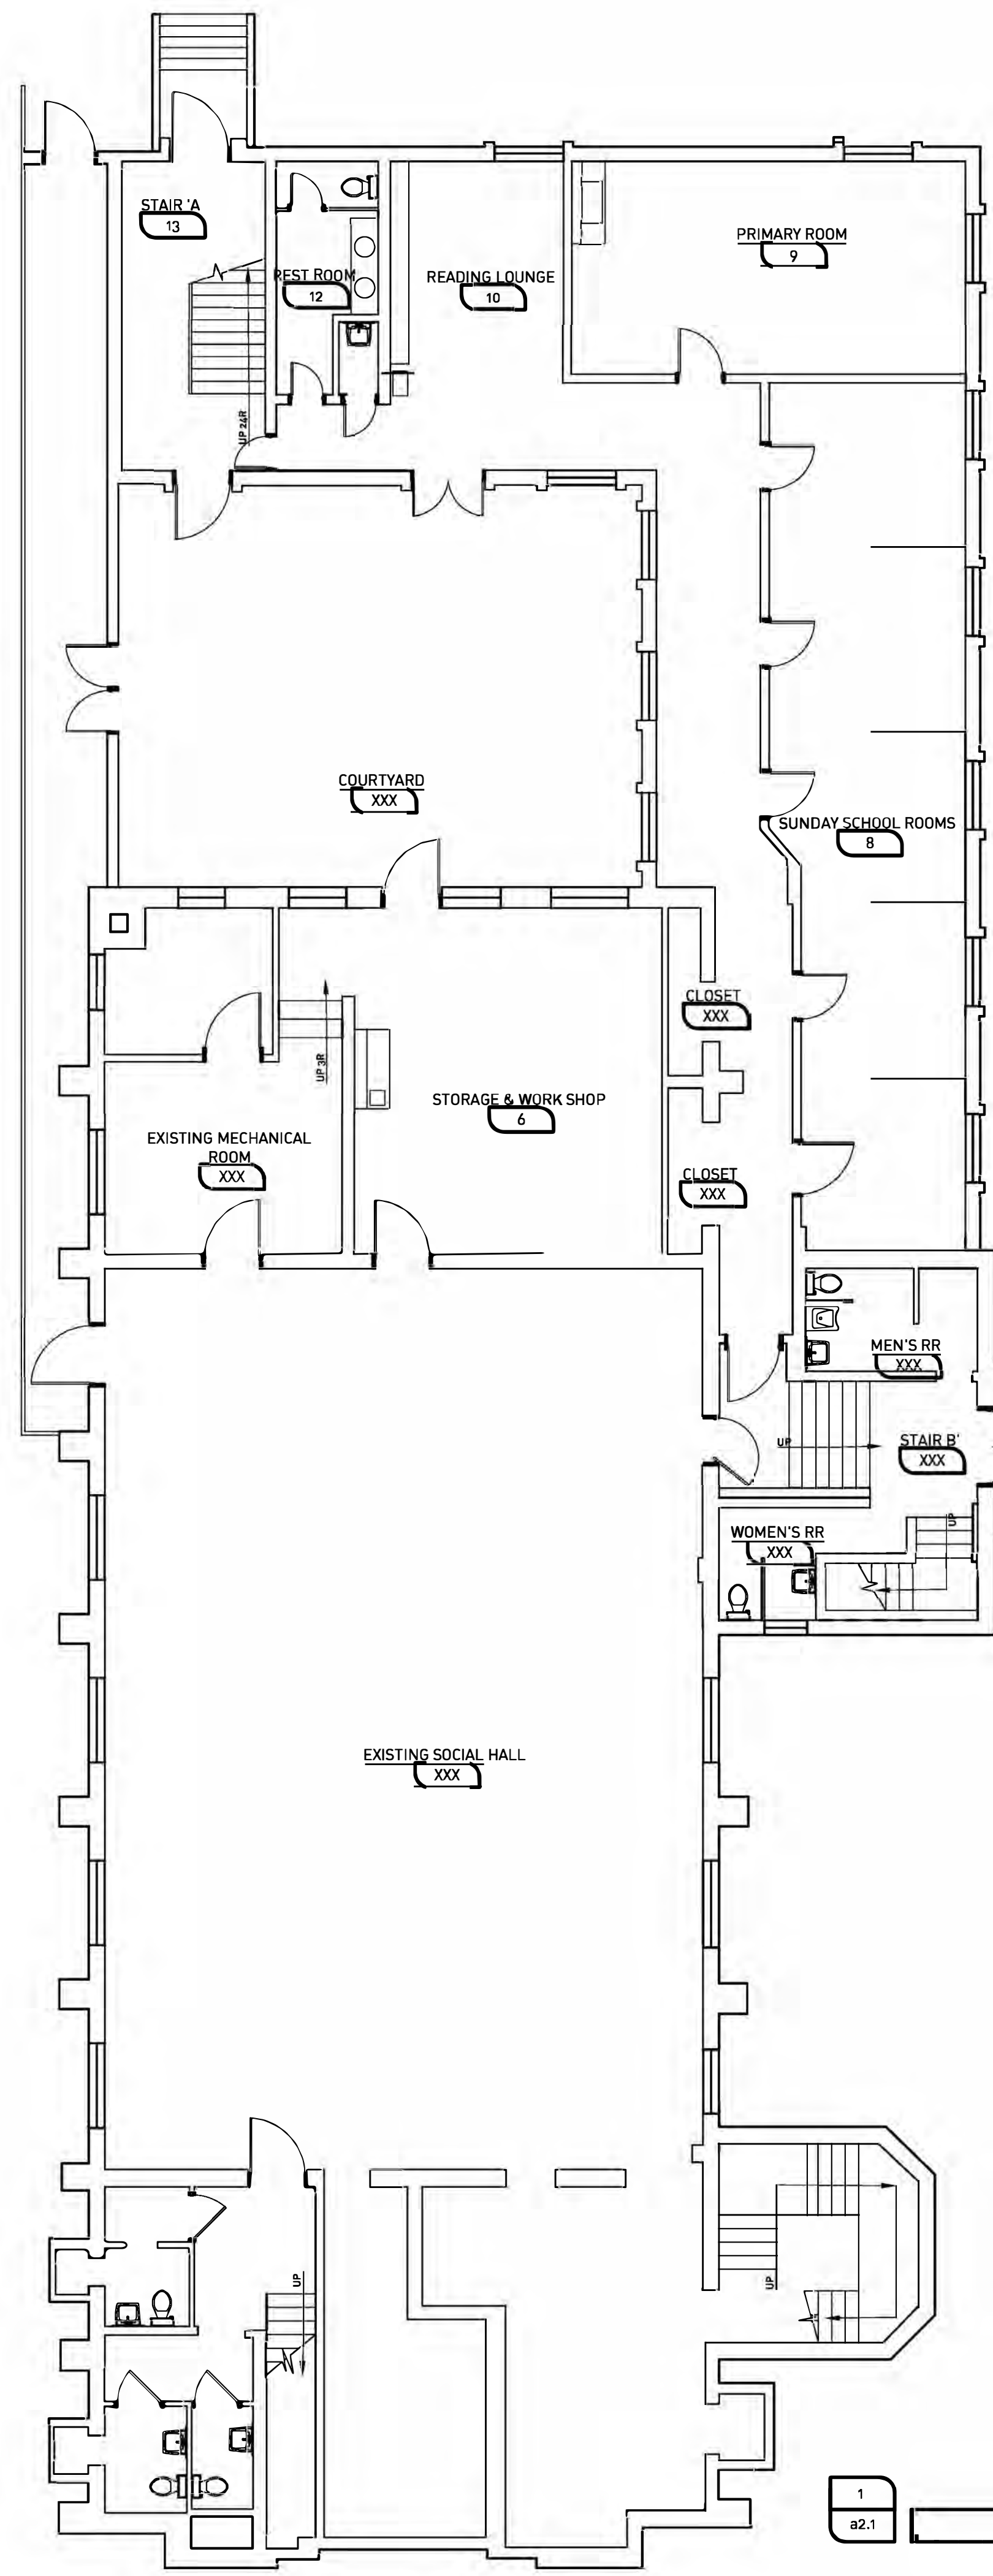 STAIR 'A
13
REST ROOM
12
UP 24R
READING LOUNGE
10
PRIMARY ROOM
9
COURTYARD
XXX
SUNDAY SCHOOL ROOMS
8
CLOSET
XXX
UP 3R
STORAGE & WORK SHOP
6
EXISTING MECHANICAL
ROOM
XXX
CLOSET
XXX
MEN'S RR
XXX
UP
STAIR B'
XXX
UP
WOMEN'S RR
XXX
EXISTING SOCIAL HALL
XXX
UP
UP
1
a2.1